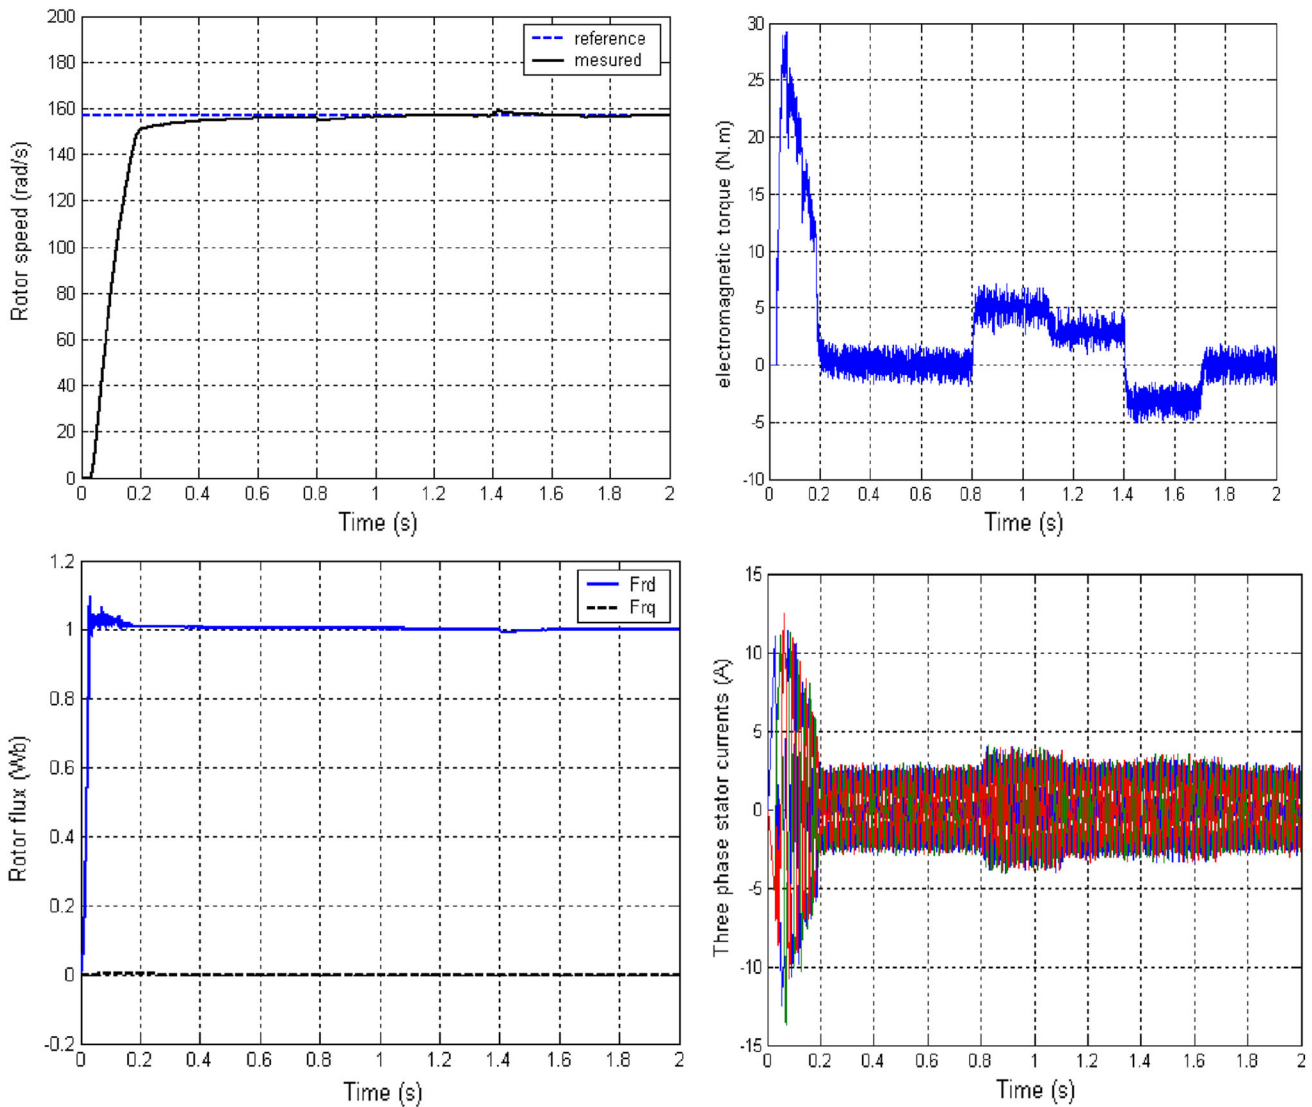 200
180
160
140
120
100
80
60
40
20
0
Rotor speed (rad/s)
reference
mesured
0 0.2 0.4 0.6 0.8 1 1.2 1.4 1.6 1.8 2
Time (s)
30
25
20
15
10
5
0
-5
-10
electromagnetic torque (N.m)
0 0.2 0.4 0.6 0.8 1 1.2 1.4 1.6 1.8 2
Time (s)
1.2
1
0.8
0.6
0.4
0.2
0
-0.2
Rotor flux (Wb)
Frd
Frq
0 0.2 0.4 0.6 0.8 1 1.2 1.4 1.6 1.8 2
Time (s)
15
10
5
0
-5
-10
-15
Three phase stator currents (A)
0 0.2 0.4 0.6 0.8 1 1.2 1.4 1.6 1.8 2
Time (s)